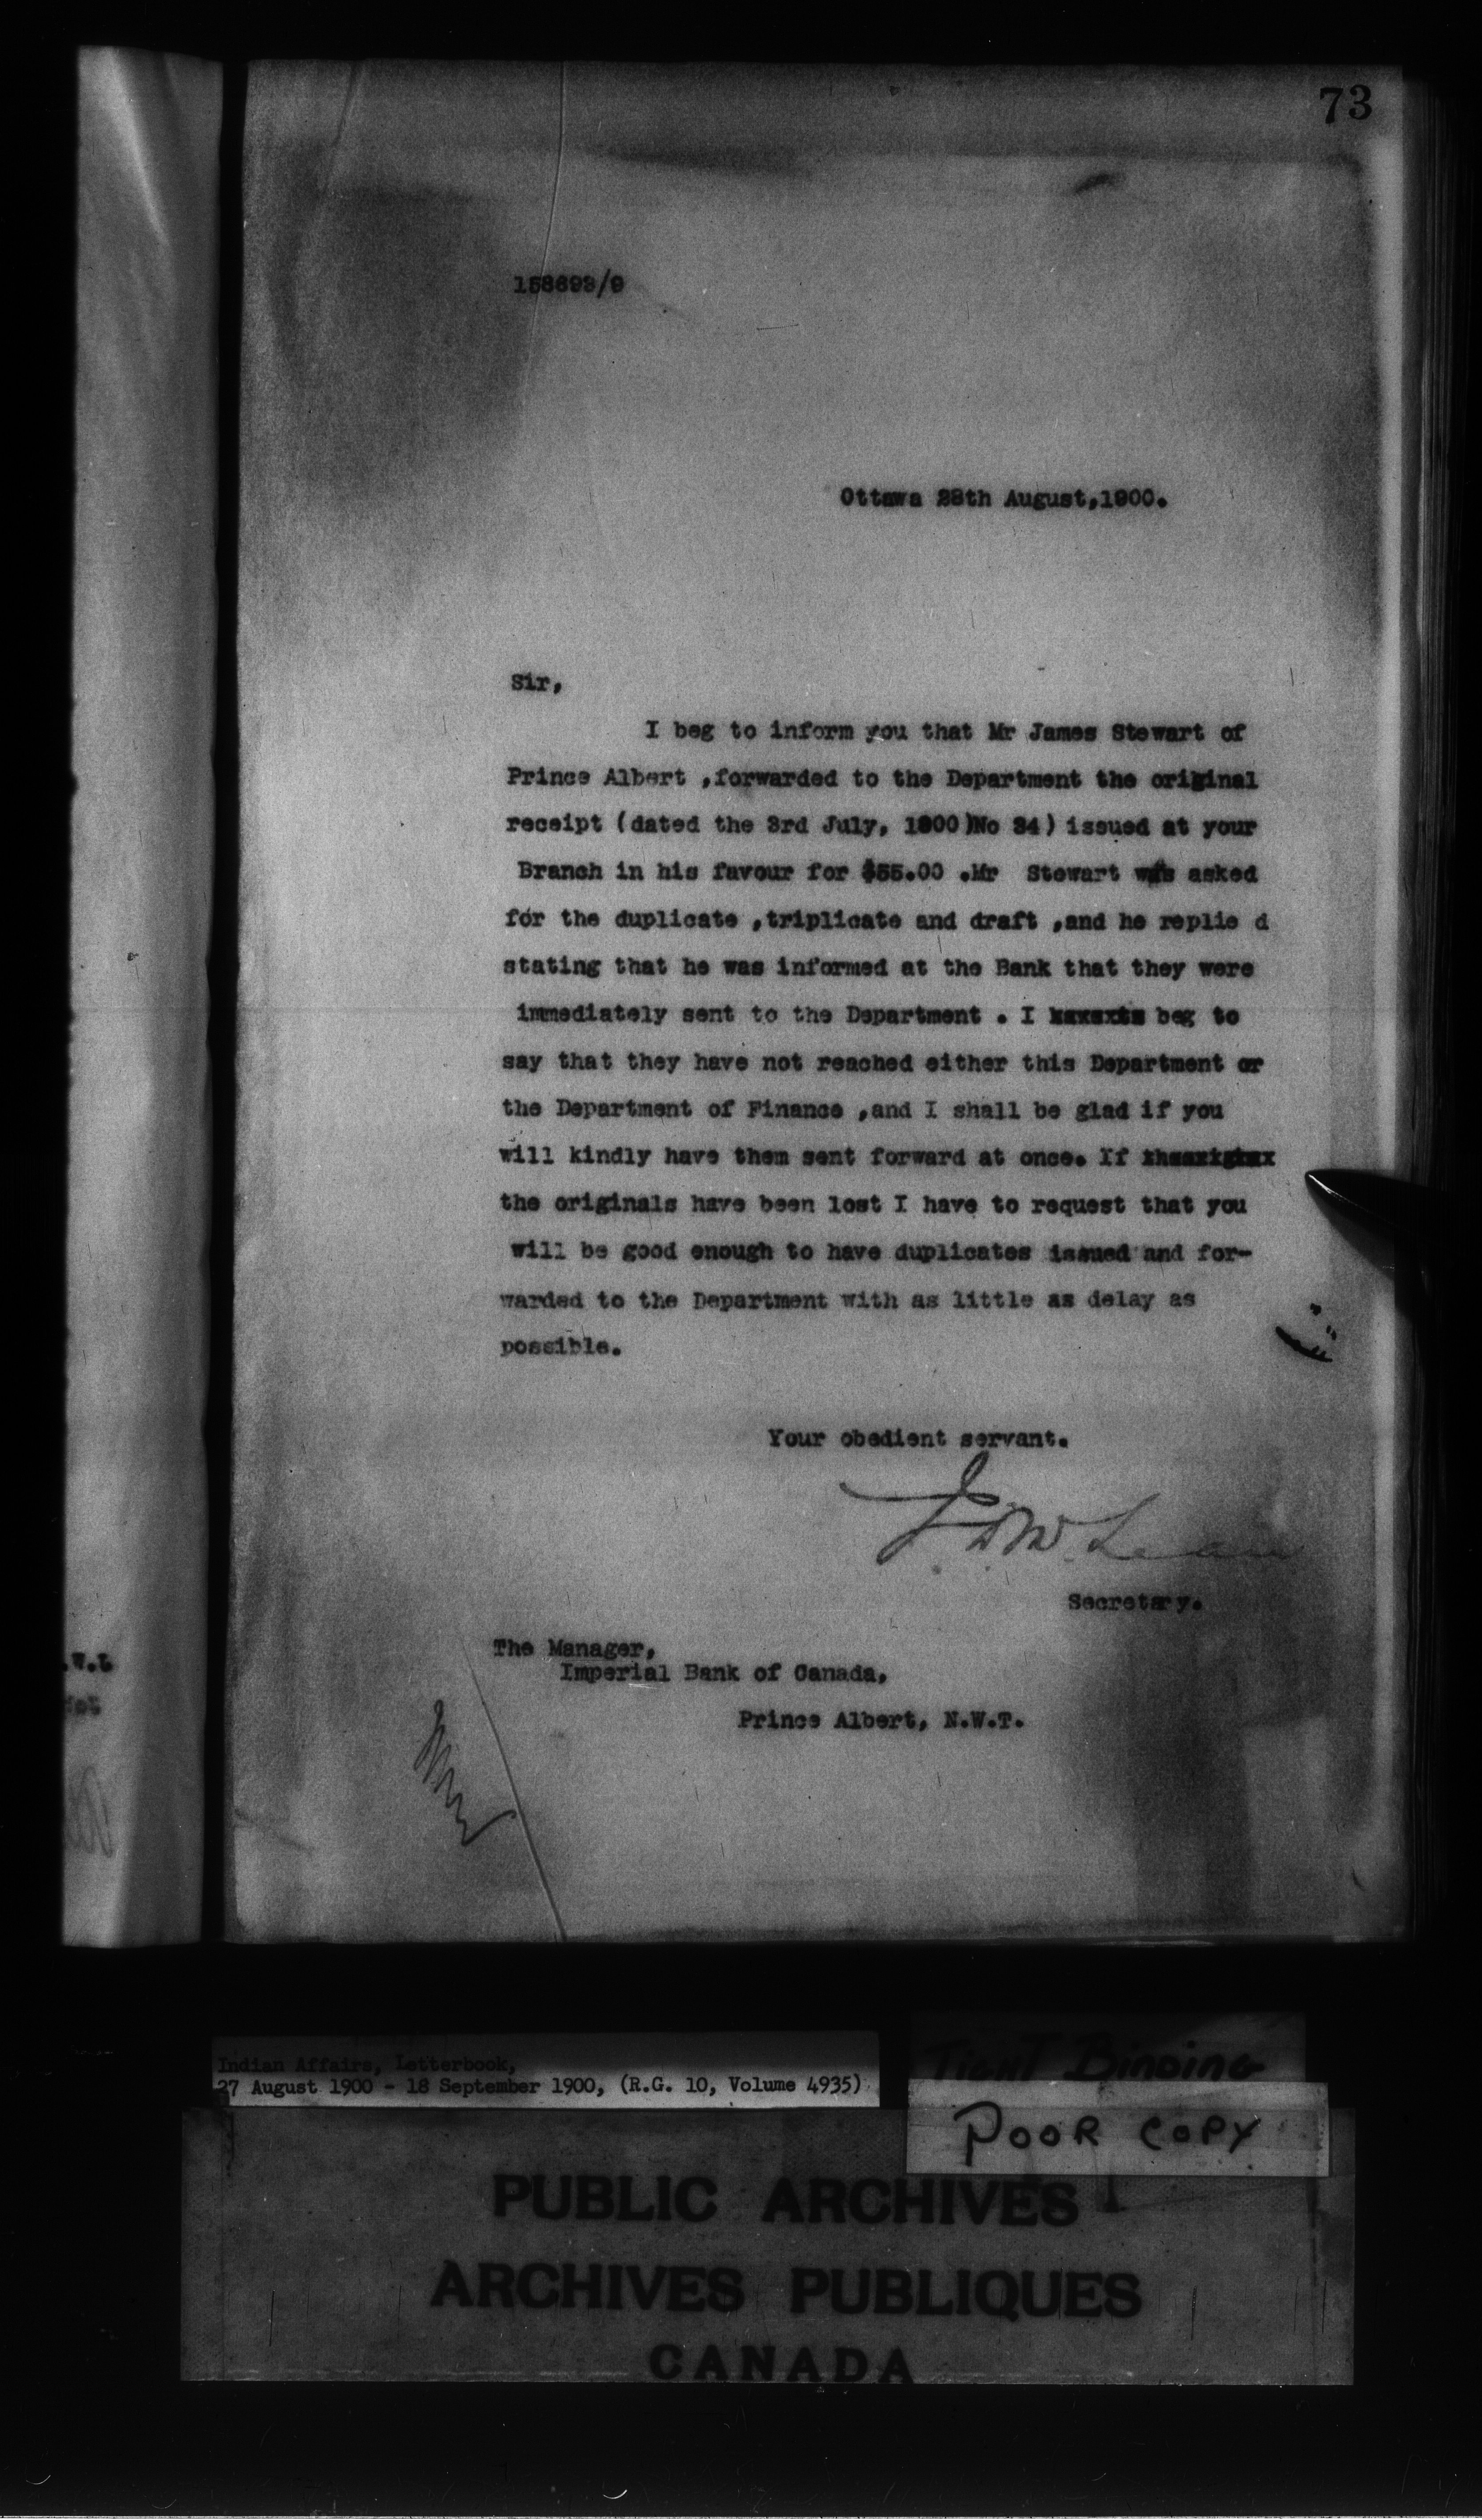 73
Ottawa 28th August,1900.
Sir,
I beg to inform you that Mr James Stewart of
Prince Albert ,forwarded to the Department the original
receipt (dated the 3rd July, 1900)No 34) issued at your
Branch in his favour for $55.00 .Mr Stewart was asked
for the duplicate ,triplicate and draft ,and he replie d
stating that he was informed at the Bank that they were
immediately sent to the Department . I beg to
say that they have not reached either this Department or
the Department of Finance ,and I shall be glad if you
will kindly have them sent forward at once. If
the originals have been lost I have to request that you
will be good enough to have duplicates issued and for-
warded to the Department with as little as delay as
possible.
Your obedient servant.
J. D. McLean
Secretary.
The Manager,
Imperial Bank of Canada,
Prince Albert, N.W.T.
Indian Affairs, Letterbook,
27 August 1900 - 18 September 1900, (R.G. 10, Volume 4935)
TIGHT BINDING
POOR COPY
PUBLIC ARCHIVES
ARCHIVES PUBLIQUES
CANADA